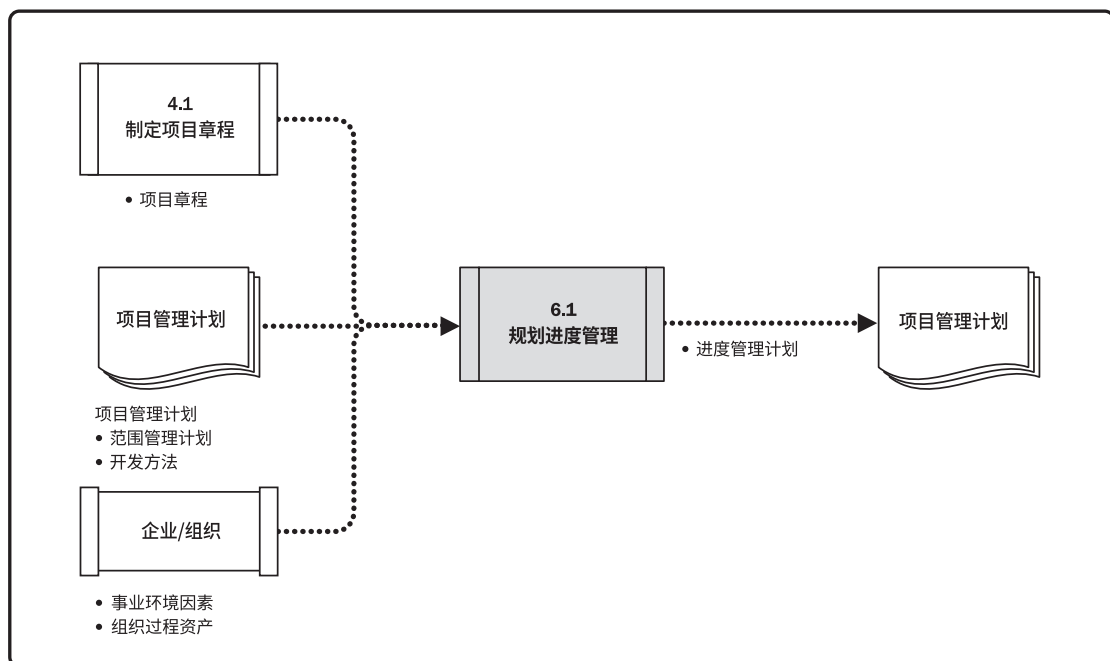 4.1
制定项目章程
• 项目章程
项目管理计划
项目管理计划
• 范围管理计划
• 开发方法
企业/组织
• 事业环境因素
• 组织过程资产
6.1
规划进度管理
• 进度管理计划
项目管理计划